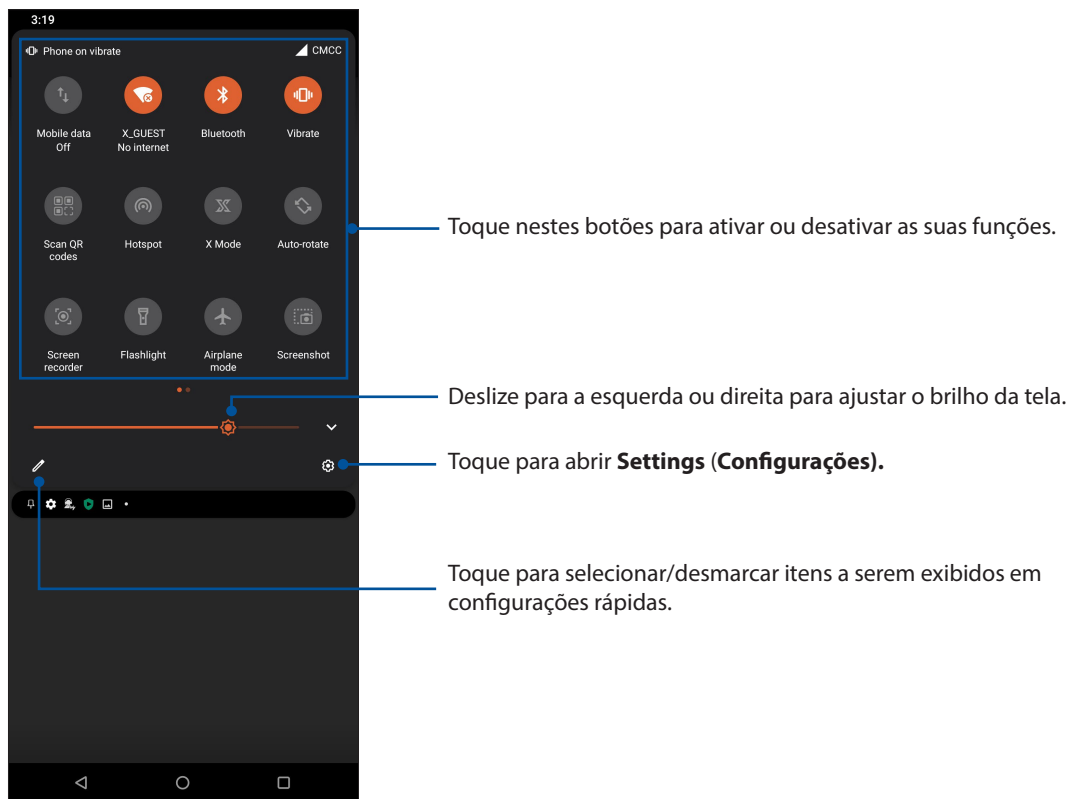 3:19
Phone on vibrate
CMCC
Mobile data
Off
X_GUEST
No internet
Bluetooth
Vibrate
Scan QR
codes
Hotspot
X Mode
Auto-rotate
Screen
recorder
Flashlight
Airplane
mode
Screenshot
Toque nestes botões para ativar ou desativar as suas funções.
Deslize para a esquerda ou direita para ajustar o brilho da tela.
Toque para abrir Settings (Configurações).
Toque para selecionar/desmarcar itens a serem exibidos em
configurações rápidas.